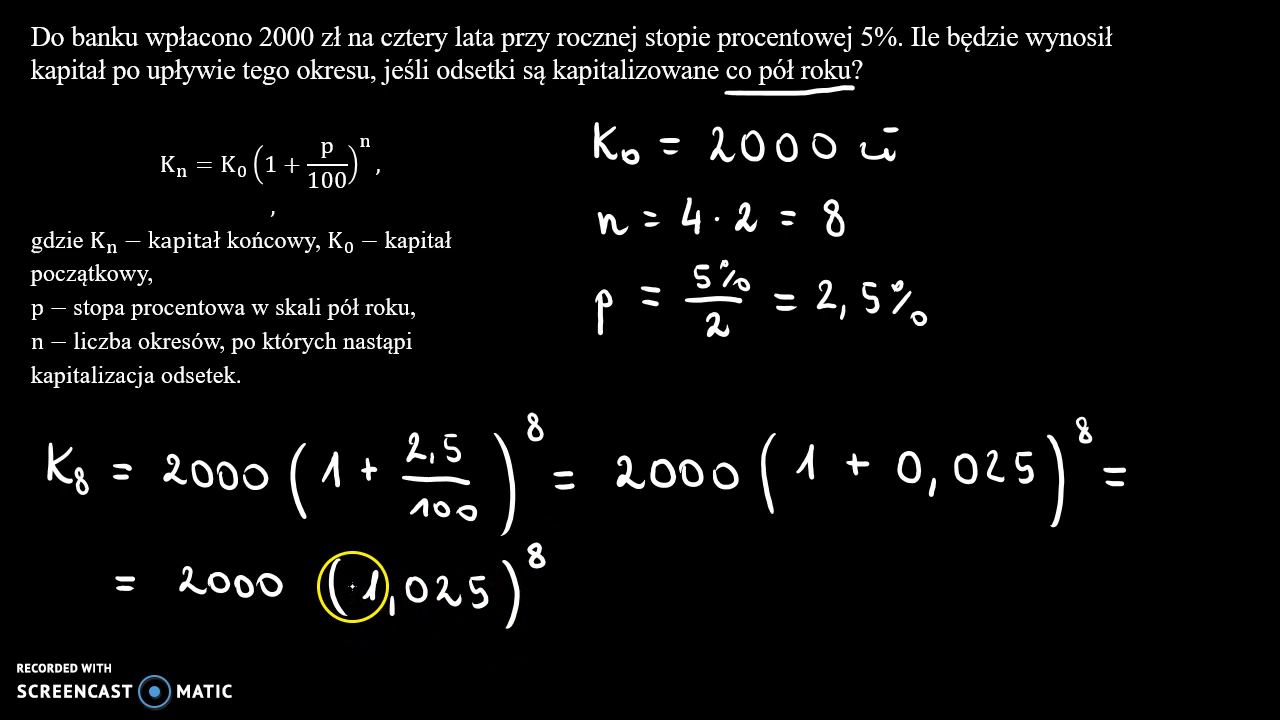 Do banku wpłacono 2000 zł na cztery lata przy rocznej stopie procentowej 5%. Ile będzie wynosił
kapitał po upływie tego okresu, jeśli odsetki są kapitalizowane co pół roku?
Kₙ = K₀ (1 + p/100)ⁿ,
,
gdzie Kₙ − kapitał końcowy, K₀ − kapitał
początkowy,
p − stopa procentowa w skali pół roku,
n − liczba okresów, po których nastąpi
kapitalizacja odsetek.
K₀ = 2000 zł
n = 4 · 2 = 8
p = 5%/2 = 2,5%
K₈ = 2000 (1 + 2,5/100)⁸ = 2000 (1 + 0,025)⁸ =
= 2000 (1,025)⁸
RECORDED WITH
SCREENCAST MATIC